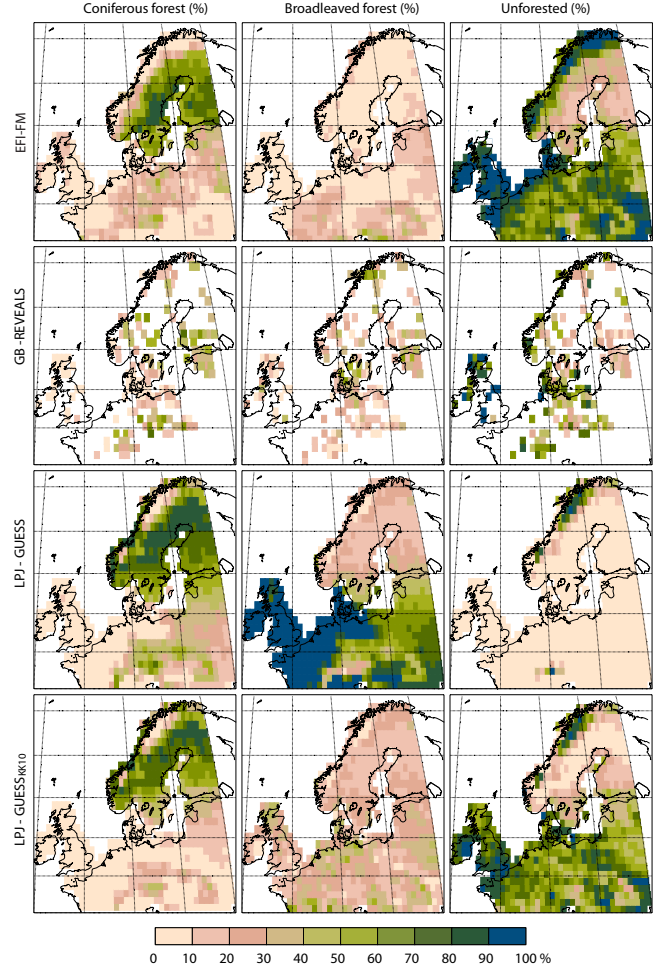 Coniferous forest (%) Broadleaved forest (%) Unforested (%)
EFI-FM
GB -REVEALS
LPJ - GUESS
LPJ - GUESSKK10
0 10 20 30 40 50 60 70 80 90 100 %